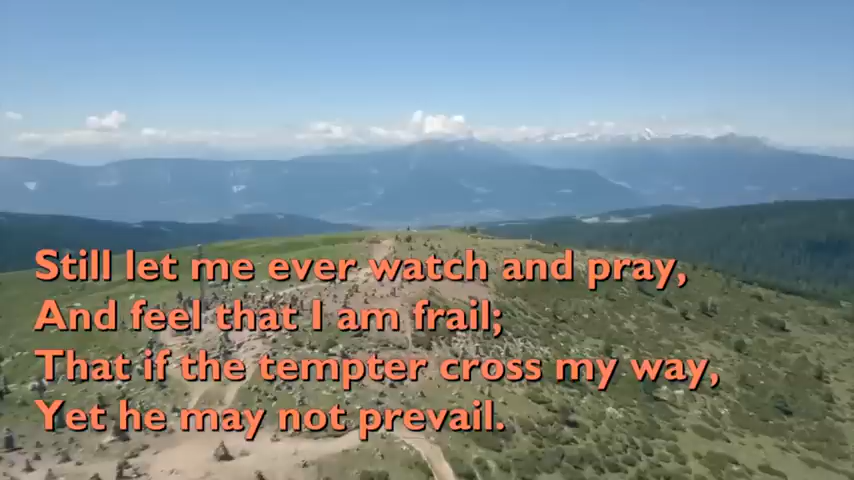 Still let me ever watch and pray,
And feel that I am frail;
That if the tempter cross my way,
Yet he may not prevail.